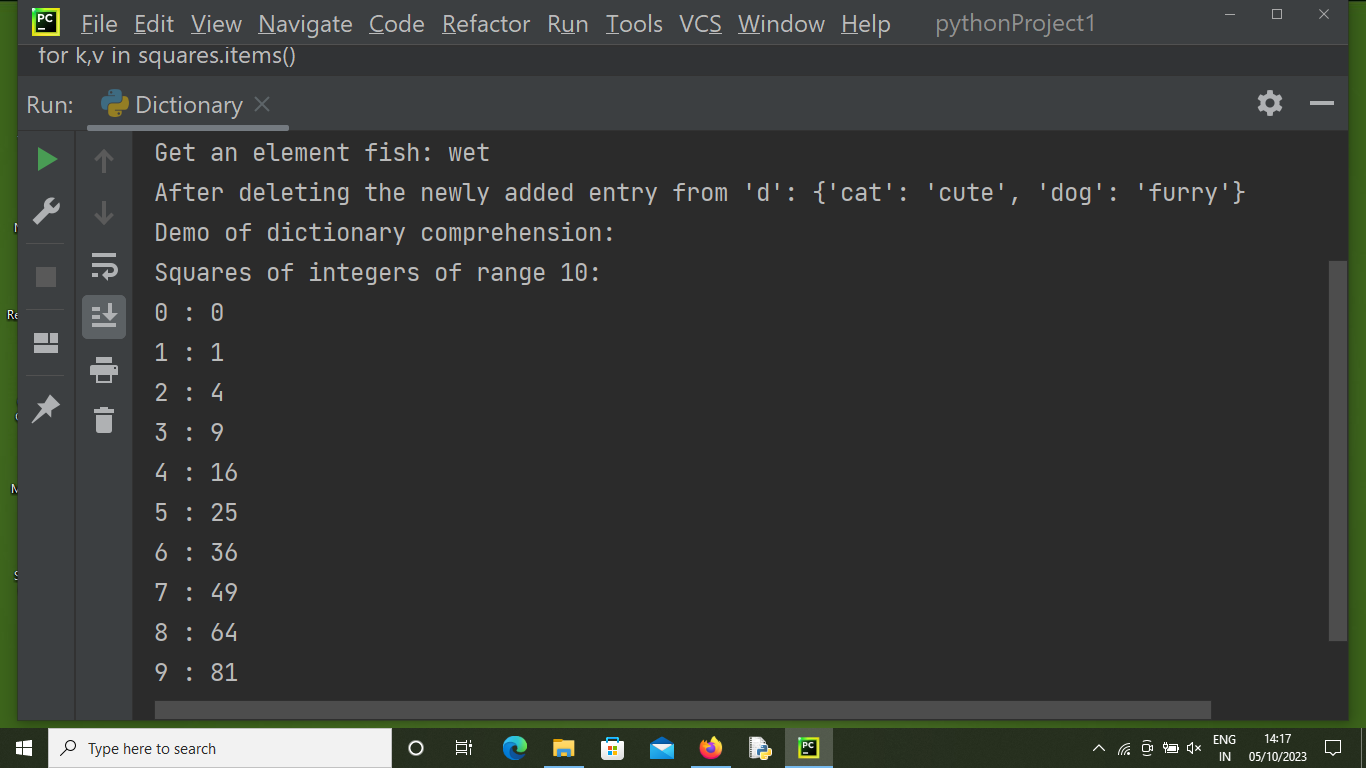 PC File Edit View Navigate Code Refactor Run Tools VCS Window Help pythonProject1
for k,v in squares.items()
Run: Dictionary
Get an element fish: wet
After deleting the newly added entry from 'd': {'cat': 'cute', 'dog': 'furry'}
Demo of dictionary comprehension:
Squares of integers of range 10:
0 : 0
1 : 1
2 : 4
3 : 9
4 : 16
5 : 25
6 : 36
7 : 49
8 : 64
9 : 81
Type here to search
PC
ENG
IN
14:17
05/10/2023